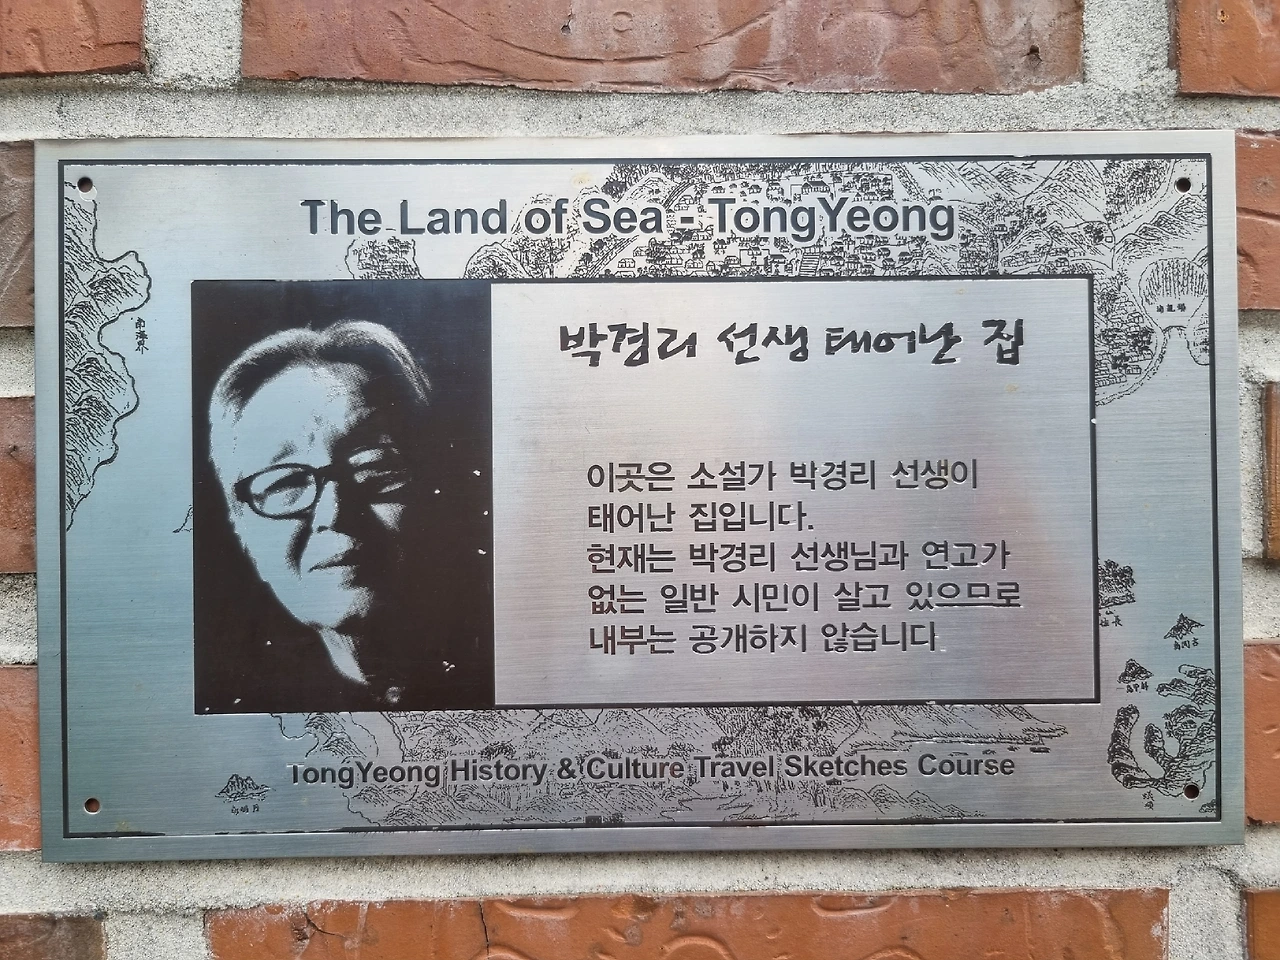 The Land of Sea - TongYeong
박경리 선생 태어난 집
이곳은 소설가 박경리 선생이
태어난 집입니다.
현재는 박경리 선생님과 연고가
없는 일반 시민이 살고 있으므로
내부는 공개하지 않습니다.
TongYeong History & Culture Travel Sketches Course